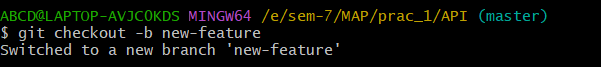 ABCD@LAPTOP-AVJC0KDS MINGW64 /e/sem-7/MAP/prac_1/API (master)
$ git checkout -b new-feature
Switched to a new branch 'new-feature'